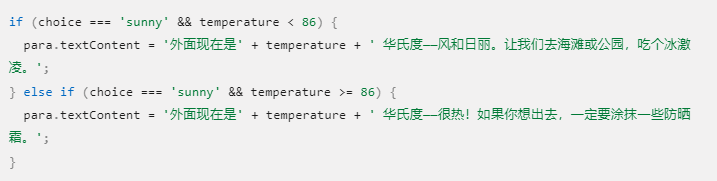 if (choice === 'sunny' && temperature < 86) {
para.textContent = '外面现在是' + temperature + ' 华氏度——风和日丽。让我们去海滩或公园，吃个冰激
凌。';
} else if (choice === 'sunny' && temperature >= 86) {
para.textContent = '外面现在是' + temperature + ' 华氏度——很热！如果你想出去，一定要涂抹一些防晒
霜。';
}